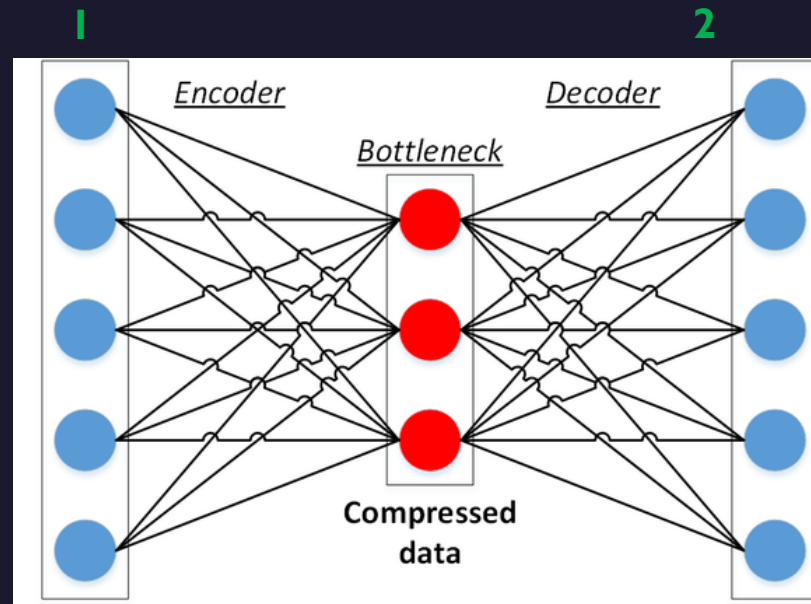 1 2
Encoder Decoder
Bottleneck
Compressed
data